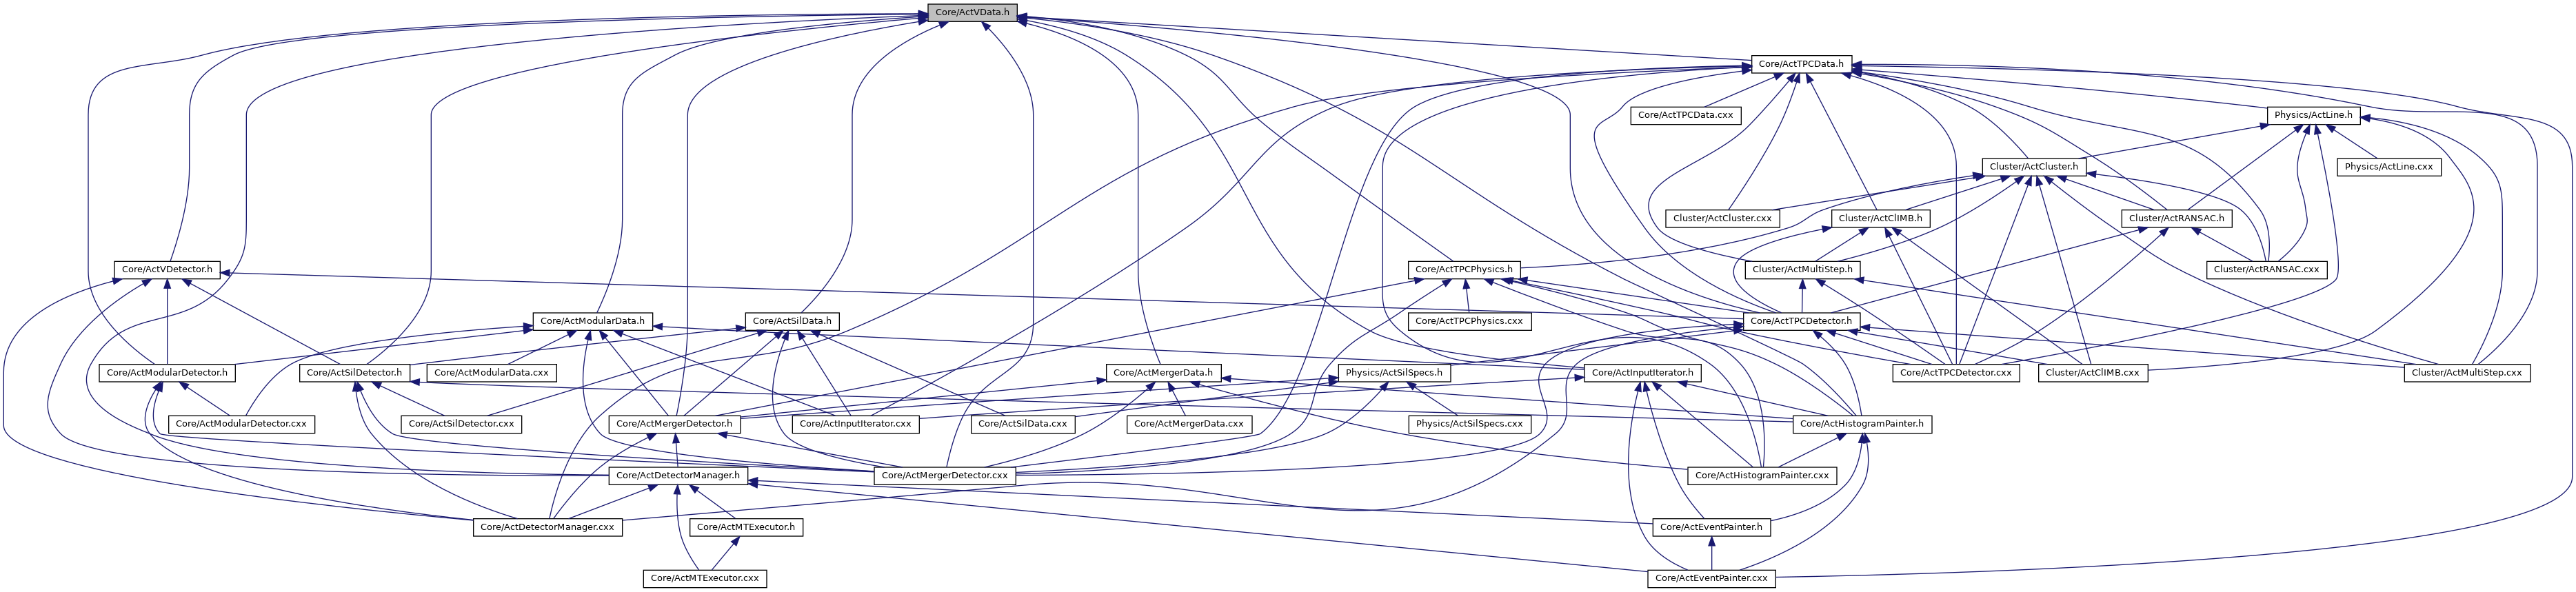 Core/ActVData.h
Core/ActTPCData.h
Core/ActTPCData.cxx
Physics/ActLine.h
Cluster/ActCluster.h
Physics/ActLine.cxx
Cluster/ActCluster.cxx
Cluster/ActClIMB.h
Cluster/ActRANSAC.h
Core/ActVDetector.h
Core/ActTPCPhysics.h
Cluster/ActMultiStep.h
Cluster/ActRANSAC.cxx
Core/ActModularData.h
Core/ActSilData.h
Core/ActTPCPhysics.cxx
Core/ActTPCDetector.h
Core/ActModularDetector.h
Core/ActSilDetector.h
Core/ActModularData.cxx
Core/ActMergerData.h
Physics/ActSilSpecs.h
Core/ActInputIterator.h
Core/ActTPCDetector.cxx
Cluster/ActClIMB.cxx
Cluster/ActMultiStep.cxx
Core/ActModularDetector.cxx
Core/ActSilDetector.cxx
Core/ActMergerDetector.h
Core/ActInputIterator.cxx
Core/ActSilData.cxx
Core/ActMergerData.cxx
Physics/ActSilSpecs.cxx
Core/ActHistogramPainter.h
Core/ActDetectorManager.h
Core/ActMergerDetector.cxx
Core/ActHistogramPainter.cxx
Core/ActDetectorManager.cxx
Core/ActMTExecutor.h
Core/ActEventPainter.h
Core/ActMTExecutor.cxx
Core/ActEventPainter.cxx